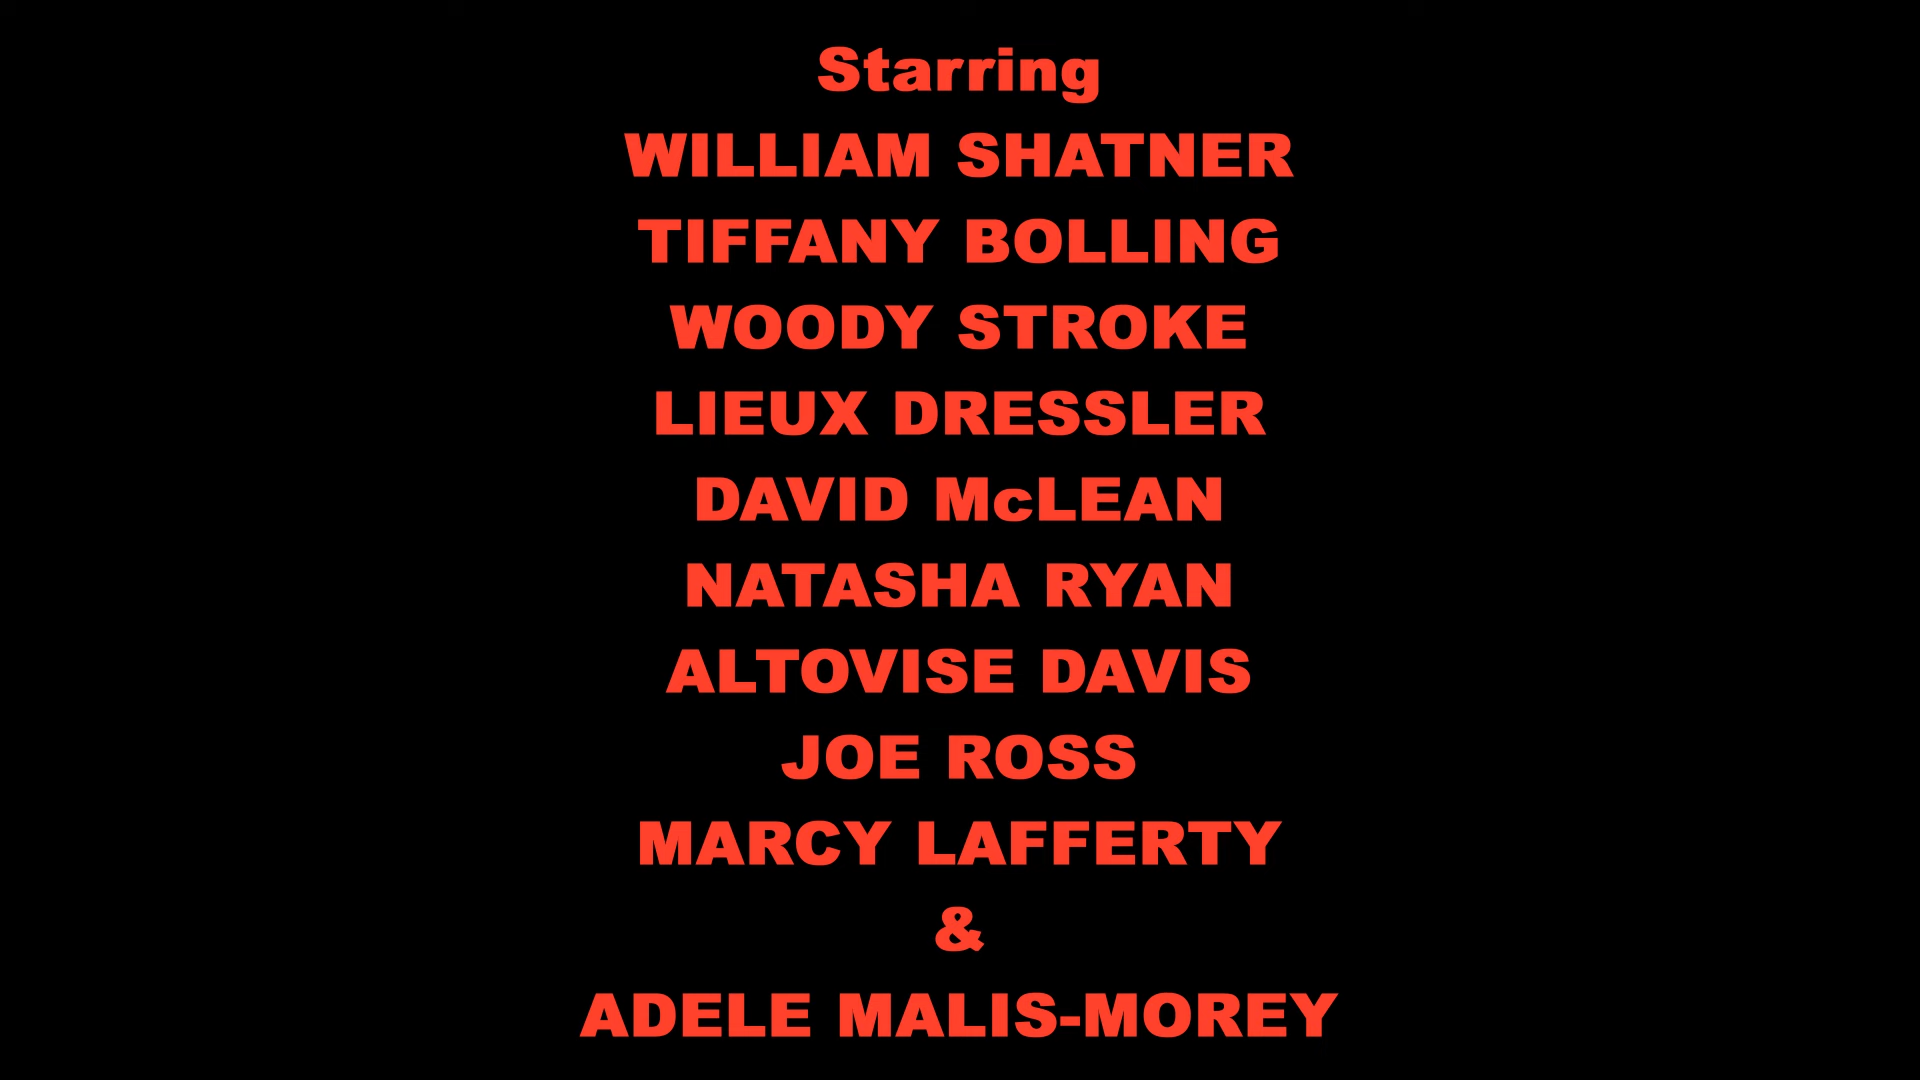 Starring
WILLIAM SHATNER
TIFFANY BOLLING
WOODY STROKE
LIEUX DRESSLER
DAVID McLEAN
NATASHA RYAN
ALTOVISE DAVIS
JOE ROSS
MARCY LAFFERTY
&
ADELE MALIS-MOREY